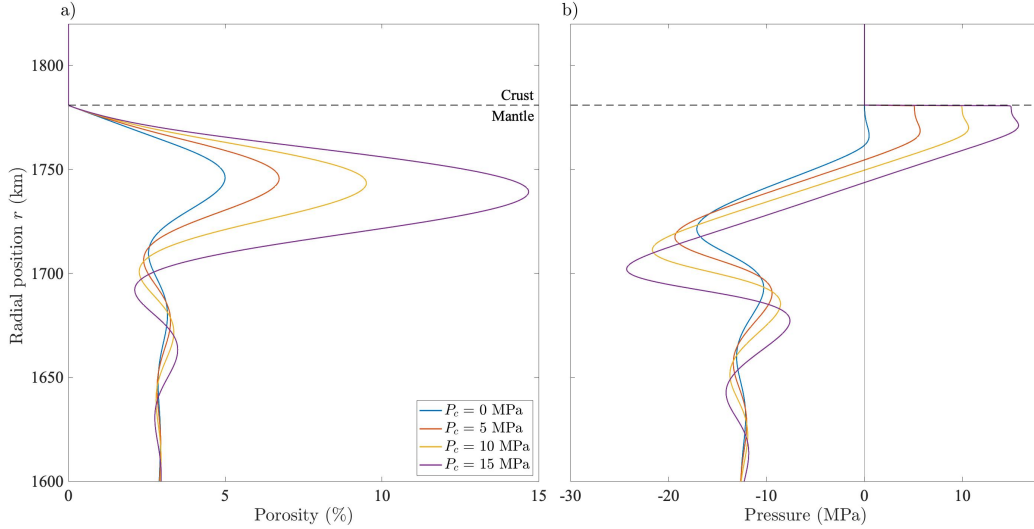 a)
b)
Radial position r (km)
1800
1750
1700
1650
1600
Crust
Mantle
P_c = 0 MPa
P_c = 5 MPa
P_c = 10 MPa
P_c = 15 MPa
0 5 10 15
Porosity (%)
-30 -20 -10 0 10
Pressure (MPa)